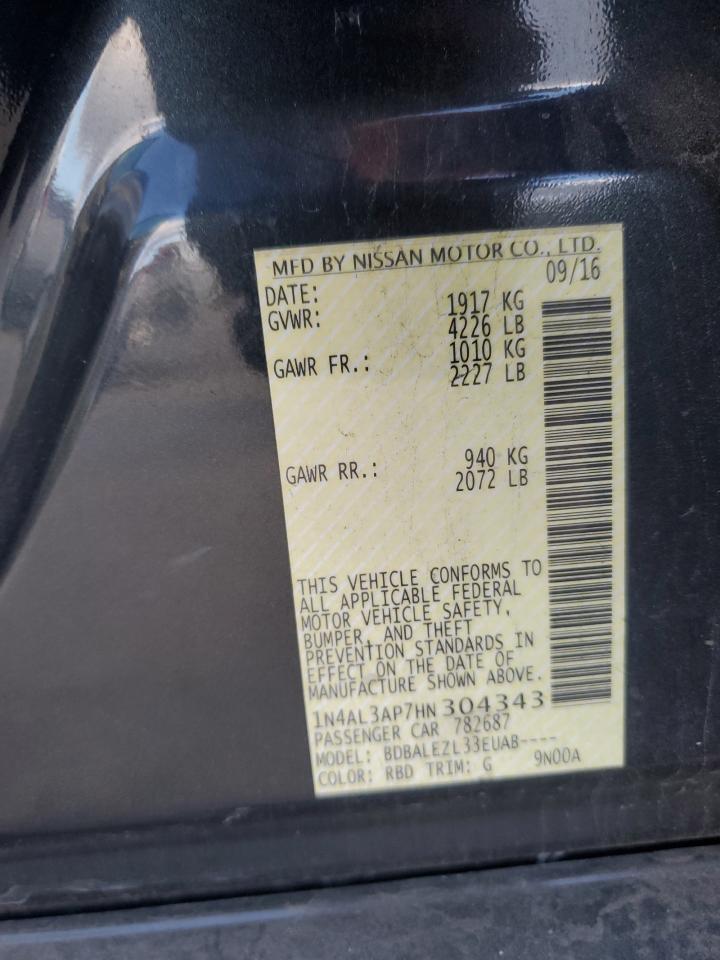 MFD BY NISSAN MOTOR CO., LTD.
DATE: 09/16
GVWR: 1917 KG
4226 LB
GAWR FR.: 1010 KG
2227 LB
GAWR RR.: 940 KG
2072 LB
THIS VEHICLE CONFORMS TO
ALL APPLICABLE FEDERAL
MOTOR VEHICLE SAFETY,
BUMPER, AND THEFT
PREVENTION STANDARDS IN
EFFECT ON THE DATE OF
MANUFACTURE SHOWN ABOVE.
1N4AL3AP7HN304343
PASSENGER CAR 782687
MODEL: BDBALEZL33EUAB----
COLOR: RBD TRIM: G 9N00A